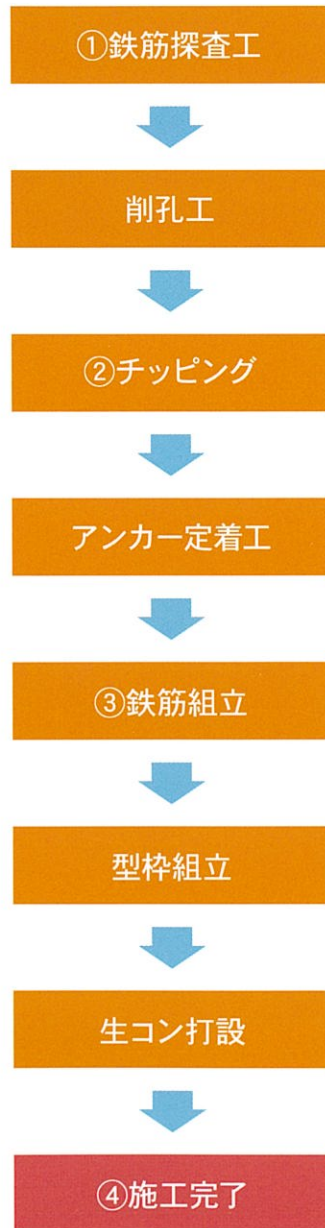 ①鉄筋探査工
削孔工
②チッピング
アンカー定着工
③鉄筋組立
型枠組立
生コン打設
④施工完了